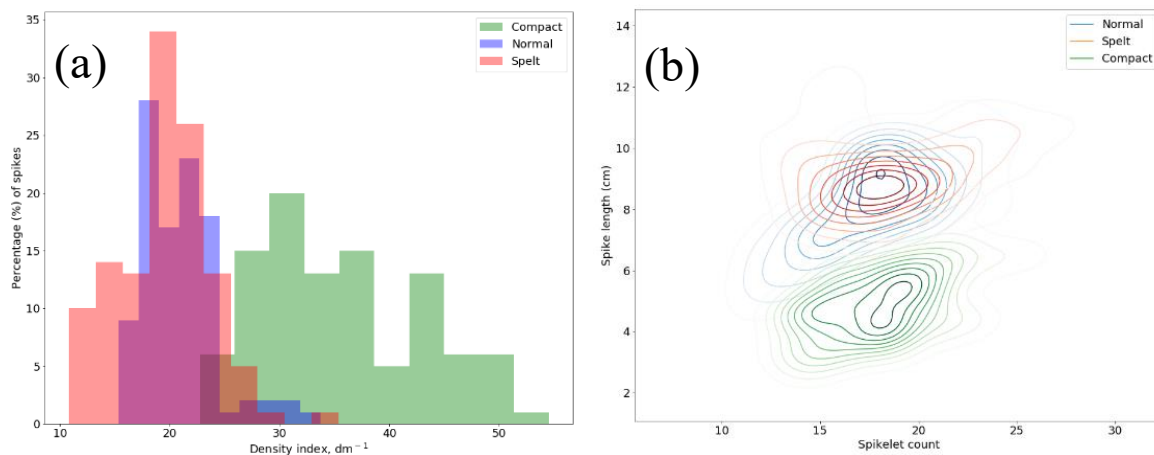 (a)
Compact
Normal
Spelt
Percentage (%) of spikes
35
30
25
20
15
10
5
0
10
20
30
40
50
Density index, dm⁻¹
(b)
Normal
Spelt
Compact
Spike length (cm)
14
12
10
8
6
4
2
10
15
20
25
30
Spikelet count